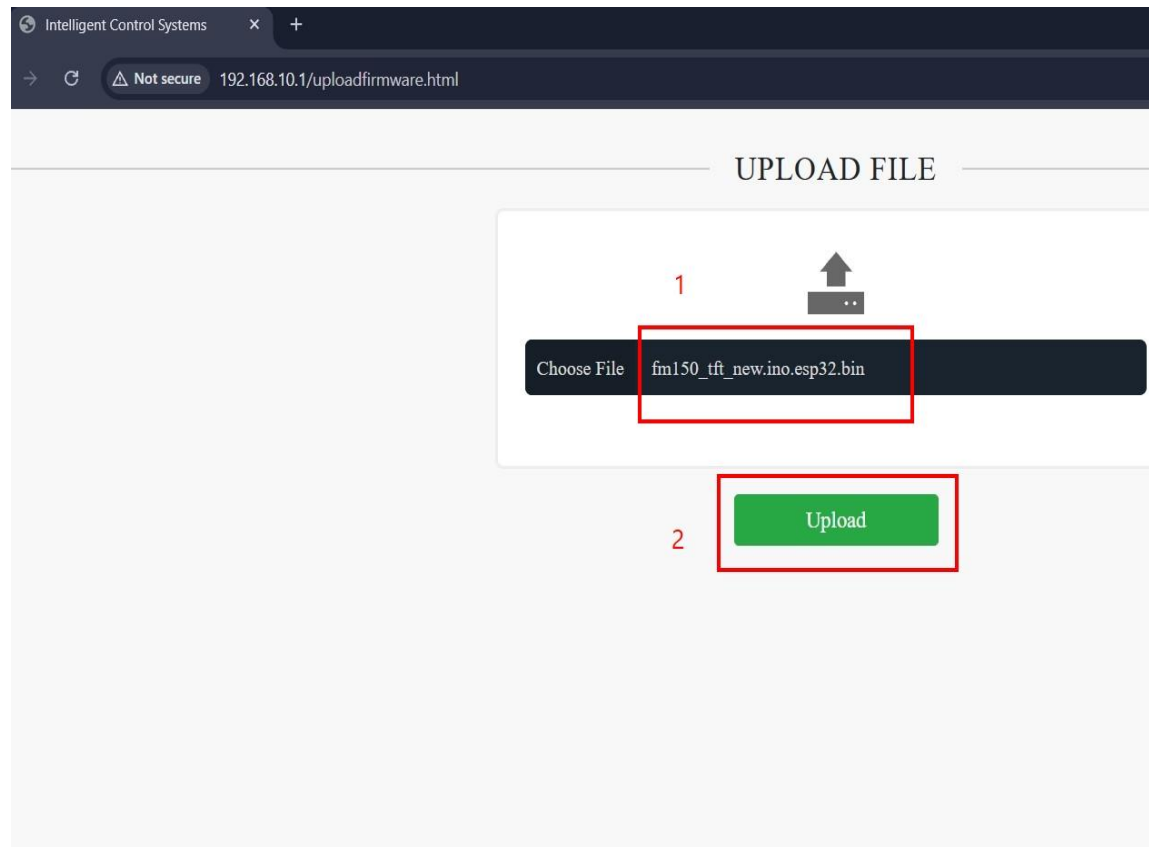 Intelligent Control Systems
Not secure 192.168.10.1/uploadfirmware.html
UPLOAD FILE
1
Choose File fm150_tft_new.ino.esp32.bin
Upload
2